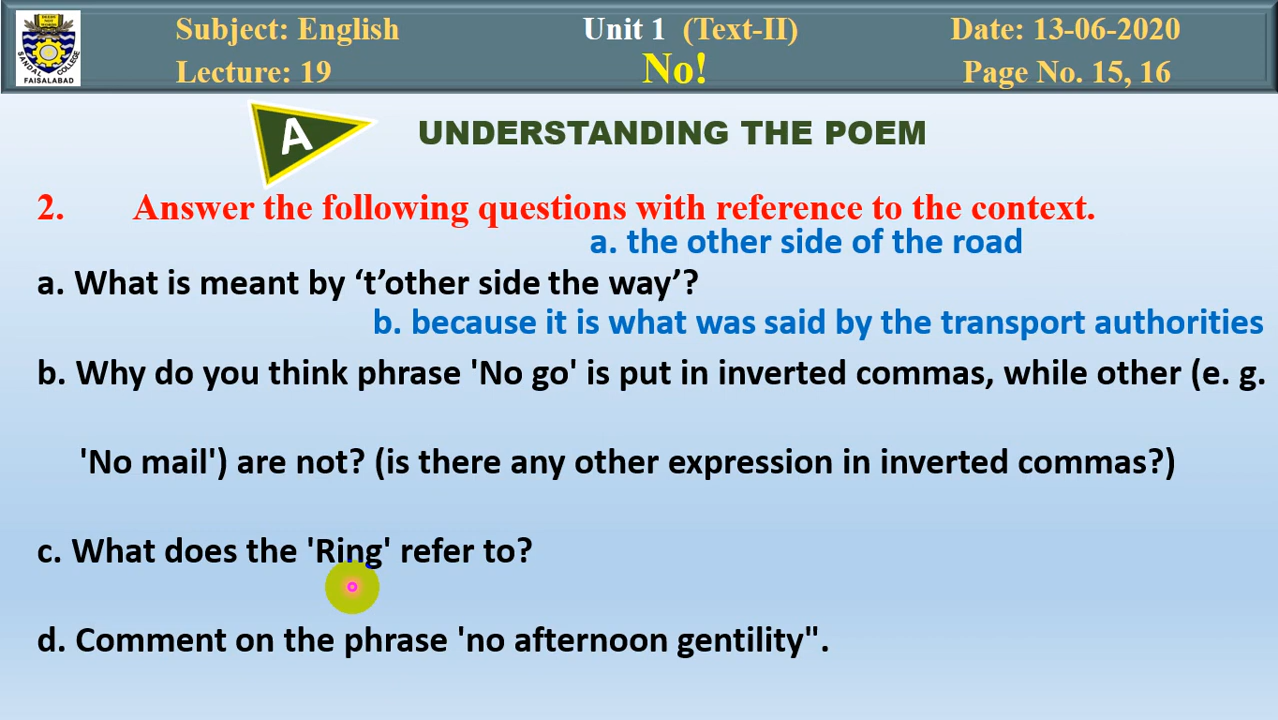 Subject: English
Unit 1 (Text-II)
Date: 13-06-2020
Lecture: 19
No!
Page No. 15, 16
SANDAL COLLEGE
FAISALABAD
A
UNDERSTANDING THE POEM
2. Answer the following questions with reference to the context.
a. the other side of the road
a. What is meant by ‘t’other side the way’?
b. because it is what was said by the transport authorities
b. Why do you think phrase 'No go' is put in inverted commas, while other (e. g.
'No mail') are not? (is there any other expression in inverted commas?)
c. What does the 'Ring' refer to?
d. Comment on the phrase 'no afternoon gentility".